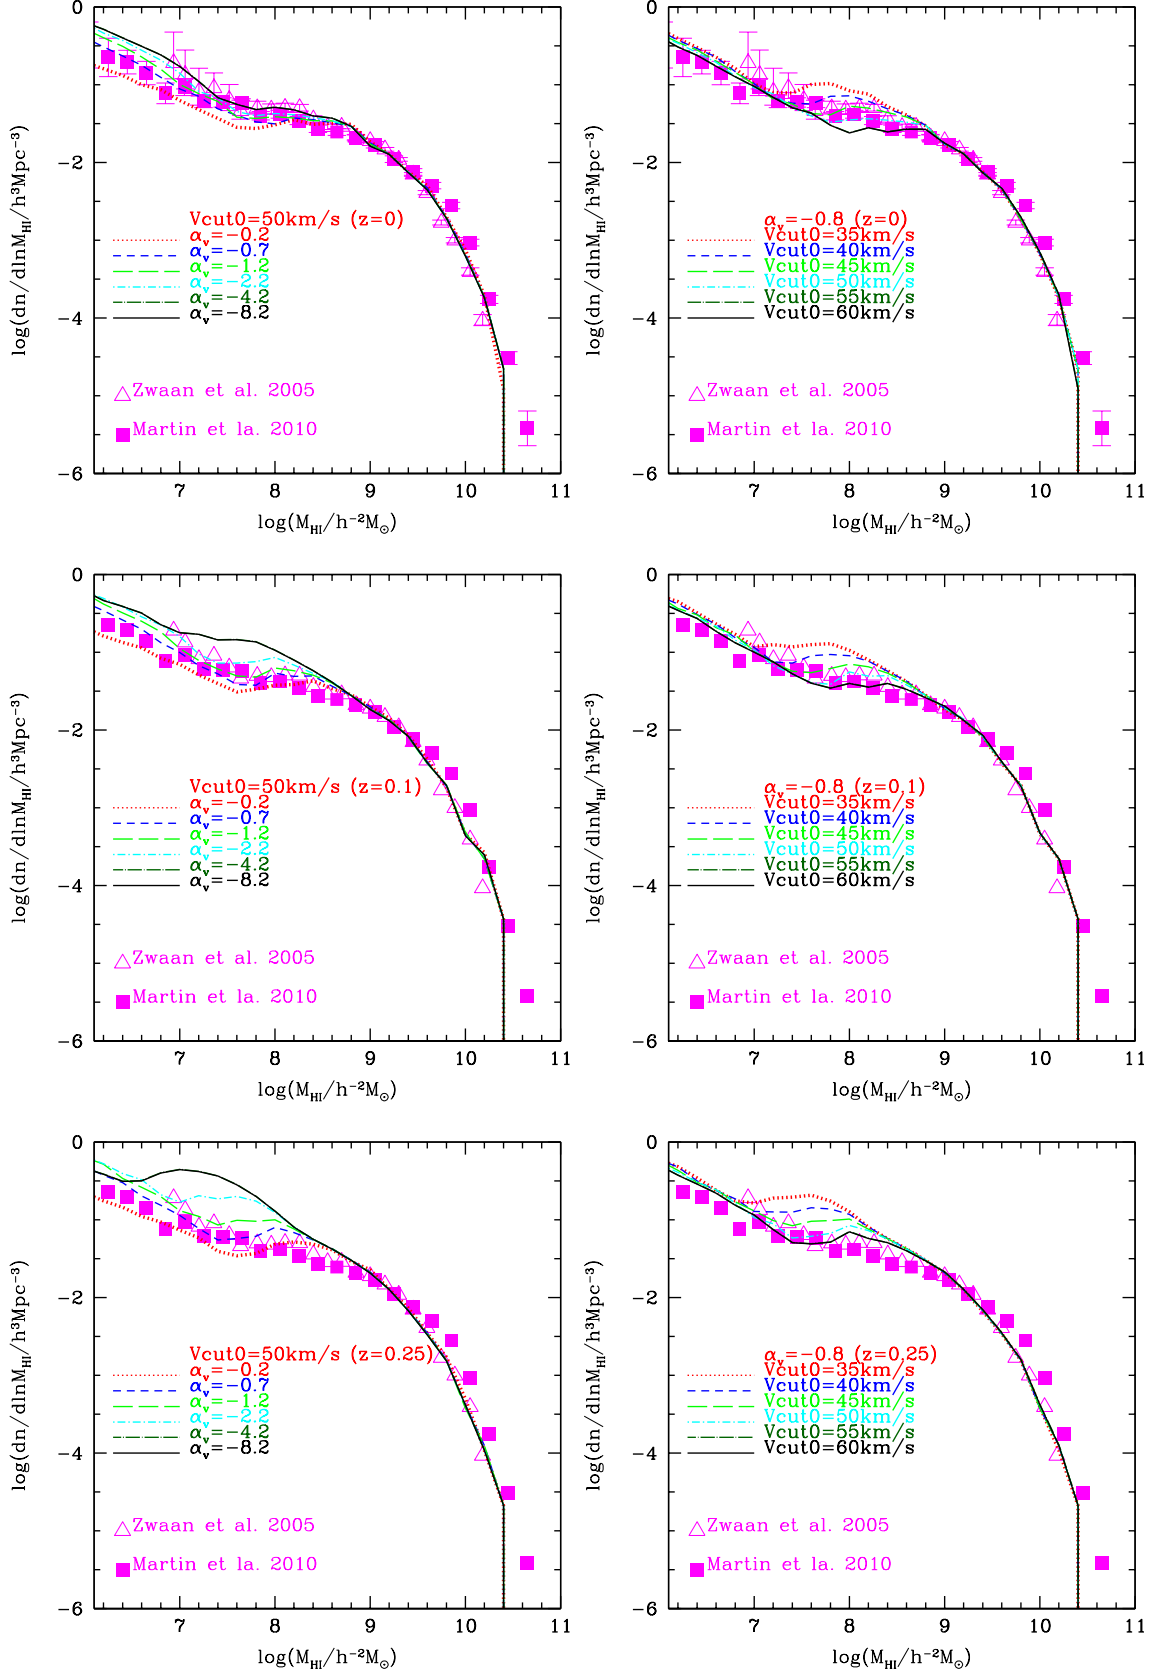 0
-2
-4
-6
7 8 9 10 11
log(dn/dlnM_HI/h³Mpc⁻³)
log(M_HI/h⁻²M_⊙)
Vcut0=50km/s (z=0)
α_v=-0.2
α_v=-0.7
α_v=-1.2
α_v=-2.2
α_v=-4.2
α_v=-8.2
Zwaan et al. 2005
Martin et la. 2010
0
-2
-4
-6
7 8 9 10 11
log(dn/dlnM_HI/h³Mpc⁻³)
log(M_HI/h⁻²M_⊙)
α_v=-0.8 (z=0)
Vcut0=35km/s
Vcut0=40km/s
Vcut0=45km/s
Vcut0=50km/s
Vcut0=55km/s
Vcut0=60km/s
Zwaan et al. 2005
Martin et la. 2010
0
-2
-4
-6
7 8 9 10 11
log(dn/dlnM_HI/h³Mpc⁻³)
log(M_HI/h⁻²M_⊙)
Vcut0=50km/s (z=0.1)
α_v=-0.2
α_v=-0.7
α_v=-1.2
α_v=-2.2
α_v=-4.2
α_v=-8.2
Zwaan et al. 2005
Martin et la. 2010
0
-2
-4
-6
7 8 9 10 11
log(dn/dlnM_HI/h³Mpc⁻³)
log(M_HI/h⁻²M_⊙)
α_v=-0.8 (z=0.1)
Vcut0=35km/s
Vcut0=40km/s
Vcut0=45km/s
Vcut0=50km/s
Vcut0=55km/s
Vcut0=60km/s
Zwaan et al. 2005
Martin et la. 2010
0
-2
-4
-6
7 8 9 10 11
log(dn/dlnM_HI/h³Mpc⁻³)
log(M_HI/h⁻²M_⊙)
Vcut0=50km/s (z=0.25)
α_v=-0.2
α_v=-0.7
α_v=-1.2
α_v=-2.2
α_v=-4.2
α_v=-8.2
Zwaan et al. 2005
Martin et la. 2010
0
-2
-4
-6
7 8 9 10 11
log(dn/dlnM_HI/h³Mpc⁻³)
log(M_HI/h⁻²M_⊙)
α_v=-0.8 (z=0.25)
Vcut0=35km/s
Vcut0=40km/s
Vcut0=45km/s
Vcut0=50km/s
Vcut0=55km/s
Vcut0=60km/s
Zwaan et al. 2005
Martin et la. 2010